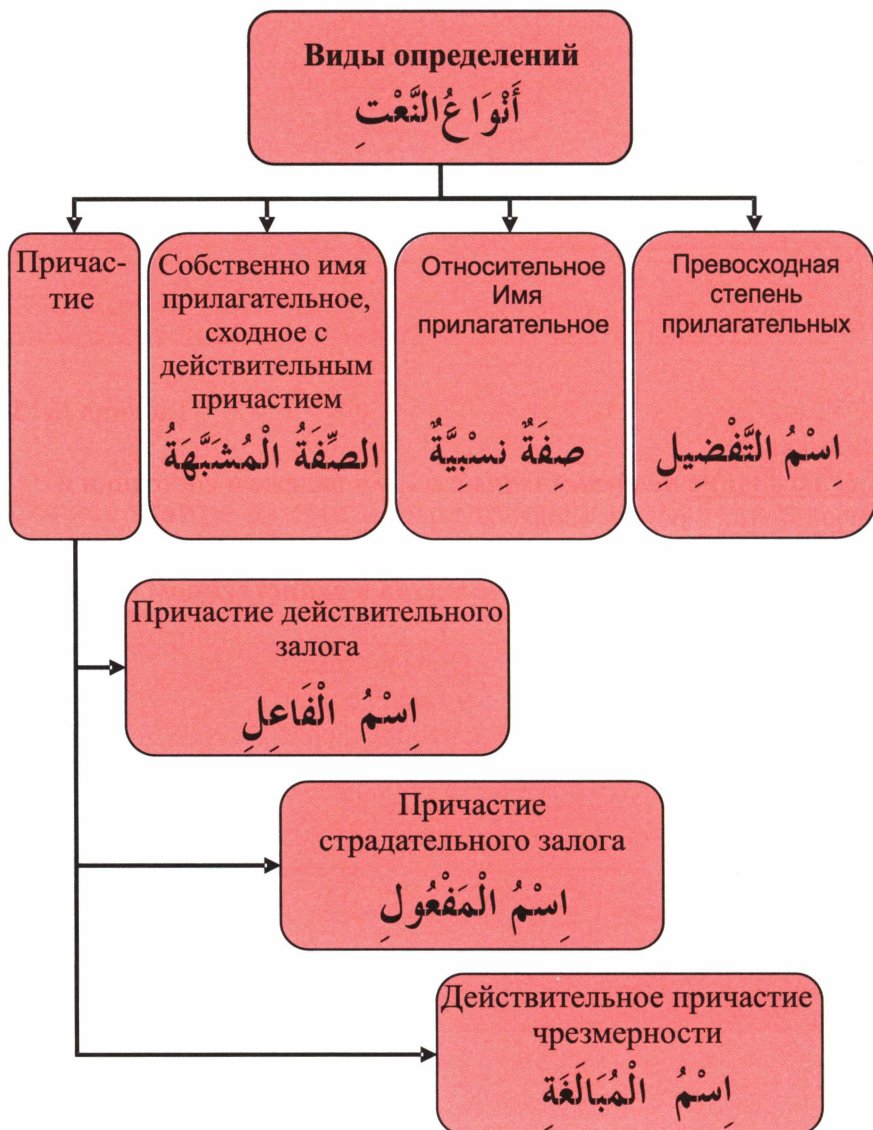 Виды определений
أَنْوَاعُ النَّعْتِ
Причас-
тие
Собственно имя
прилагательное,
сходное с
действительным
причастием
الصِّفَةُ الْمُشَبَّهَةُ
Относительное
Имя
прилагательное
صِفَةٌ نِسْبِيَّةٌ
Превосходная
степень
прилагательных
اِسْمُ التَّفْضِيلِ
Причастие действительного
залога
اِسْمُ الْفَاعِلِ
Причастие
страдательного залога
اِسْمُ الْمَفْعُولِ
Действительное причастие
чрезмерности
اِسْمُ الْمُبَالَغَةِ